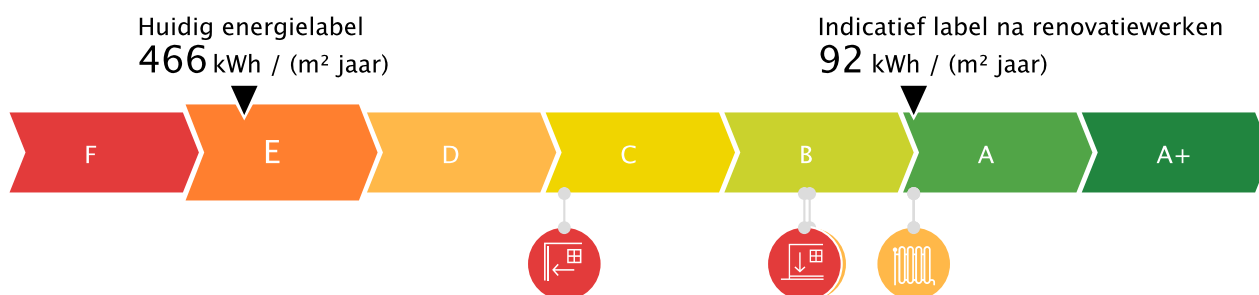 Huidig energielabel
466 kWh / (m² jaar)
Indicatief label na renovatiewerken
92 kWh / (m² jaar)
F E D C B A A+